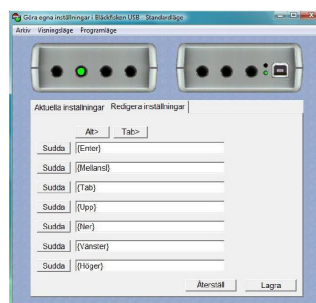 Göra egna inställningar i Bläckfisken USB - Standardläge
Arkiv Visningsläge Programläge
Aktuella inställningar Redigera inställningar
Alt> Tab>
Sudda {Enter}
Sudda {Mellansl}
Sudda {Tab}
Sudda {Upp}
Sudda {Ner}
Sudda {Vänster}
Sudda {Höger}
Återställ Lagra